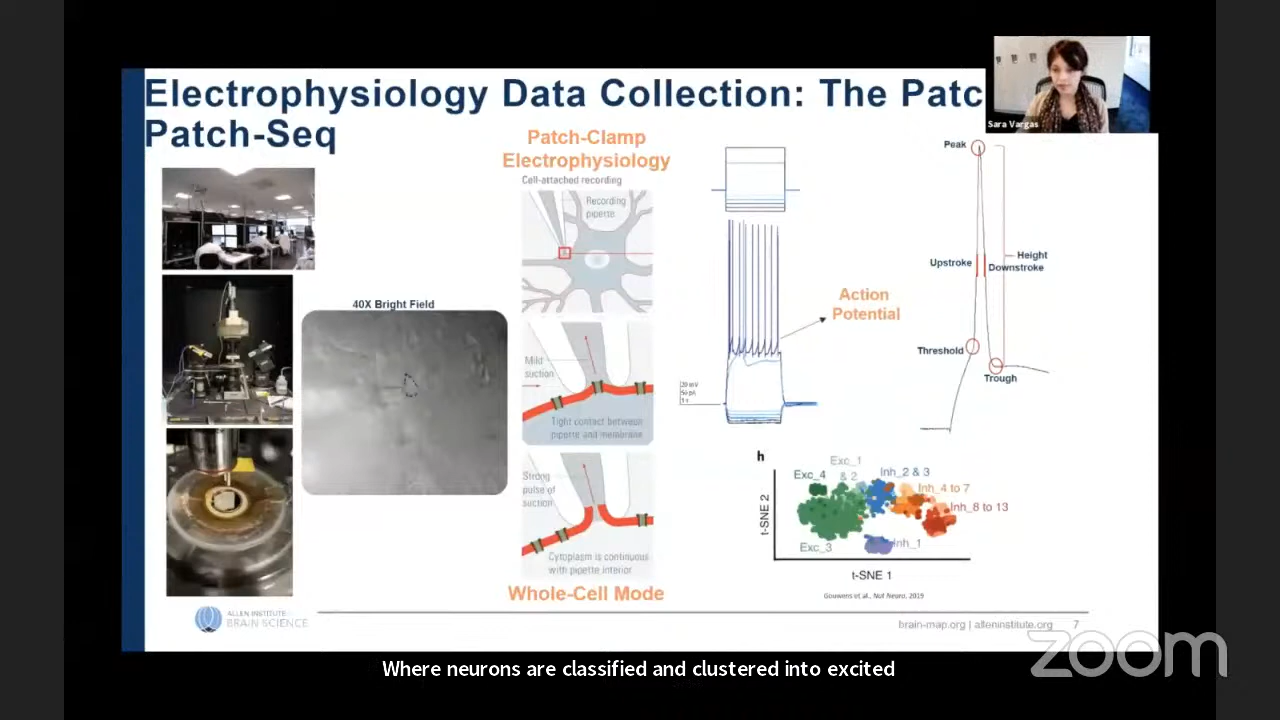 Electrophysiology Data Collection: The Patc
Patch-Seq
Sara Vargas
Patch-Clamp
Electrophysiology
Cell-attached recording
Recording
pipette
Mild
suction
Tight contact between
pipette and membrane
Strong
pulse of
suction
Cytoplasm is continuous
with pipette interior
Whole-Cell Mode
40X Bright Field
Action
Potential
Peak
Height
Upstroke
Downstroke
Threshold
Trough
h
Exc_1
& 2
Exc_4
Inh_2 & 3
Inh_4 to 7
Inh_8 to 13
Exc_3
Inh_1
t-SNE 2
t-SNE 1
Gouwens et al., Nat Neuro, 2019
ALLEN INSTITUTE
BRAIN SCIENCE
brain-map.org | alleninstitute.org 7
zoom
Where neurons are classified and clustered into excited